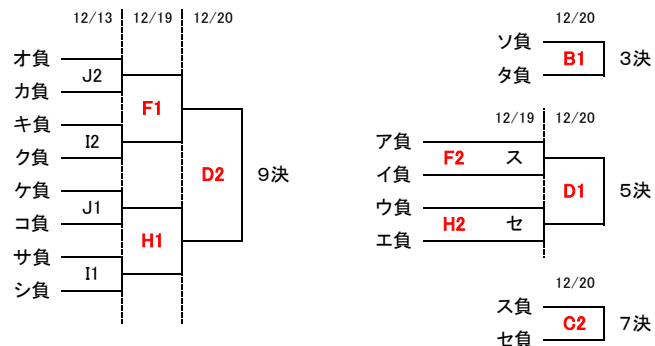 12/13 12/19 12/20
オ負
J2
カ負
F1
キ負
I2
ク負
D2 9決
ケ負
J1
コ負
H1
サ負
I1
シ負
12/20
ソ負
B1 3決
タ負
12/19 12/20
ア負
F2 ス
イ負
D1 5決
ウ負
H2 セ
エ負
12/20
ス負
C2 7決
セ負